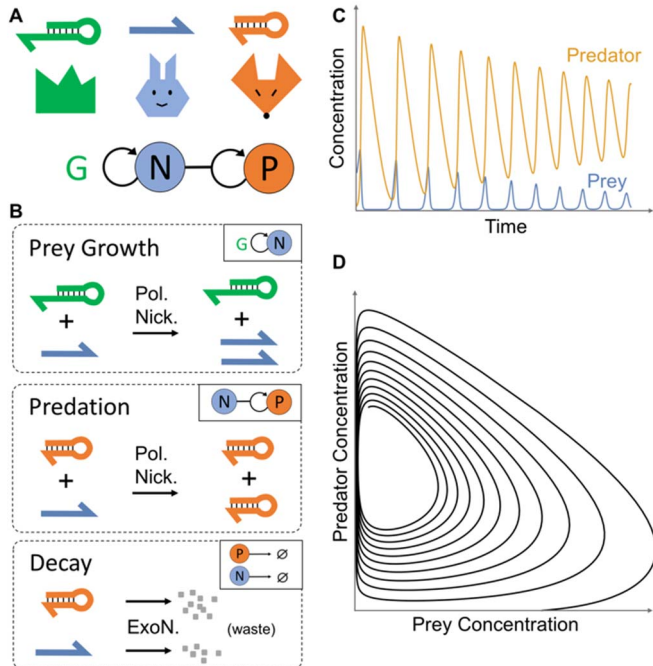 A
G N P
B
Prey Growth
G N
+ Pol. Nick. +
Predation
N P
+ Pol. Nick. +
Decay
P ∅
N ∅
ExoN. (waste)
C
Concentration
Predator
Prey
Time
D
Predator Concentration
Prey Concentration